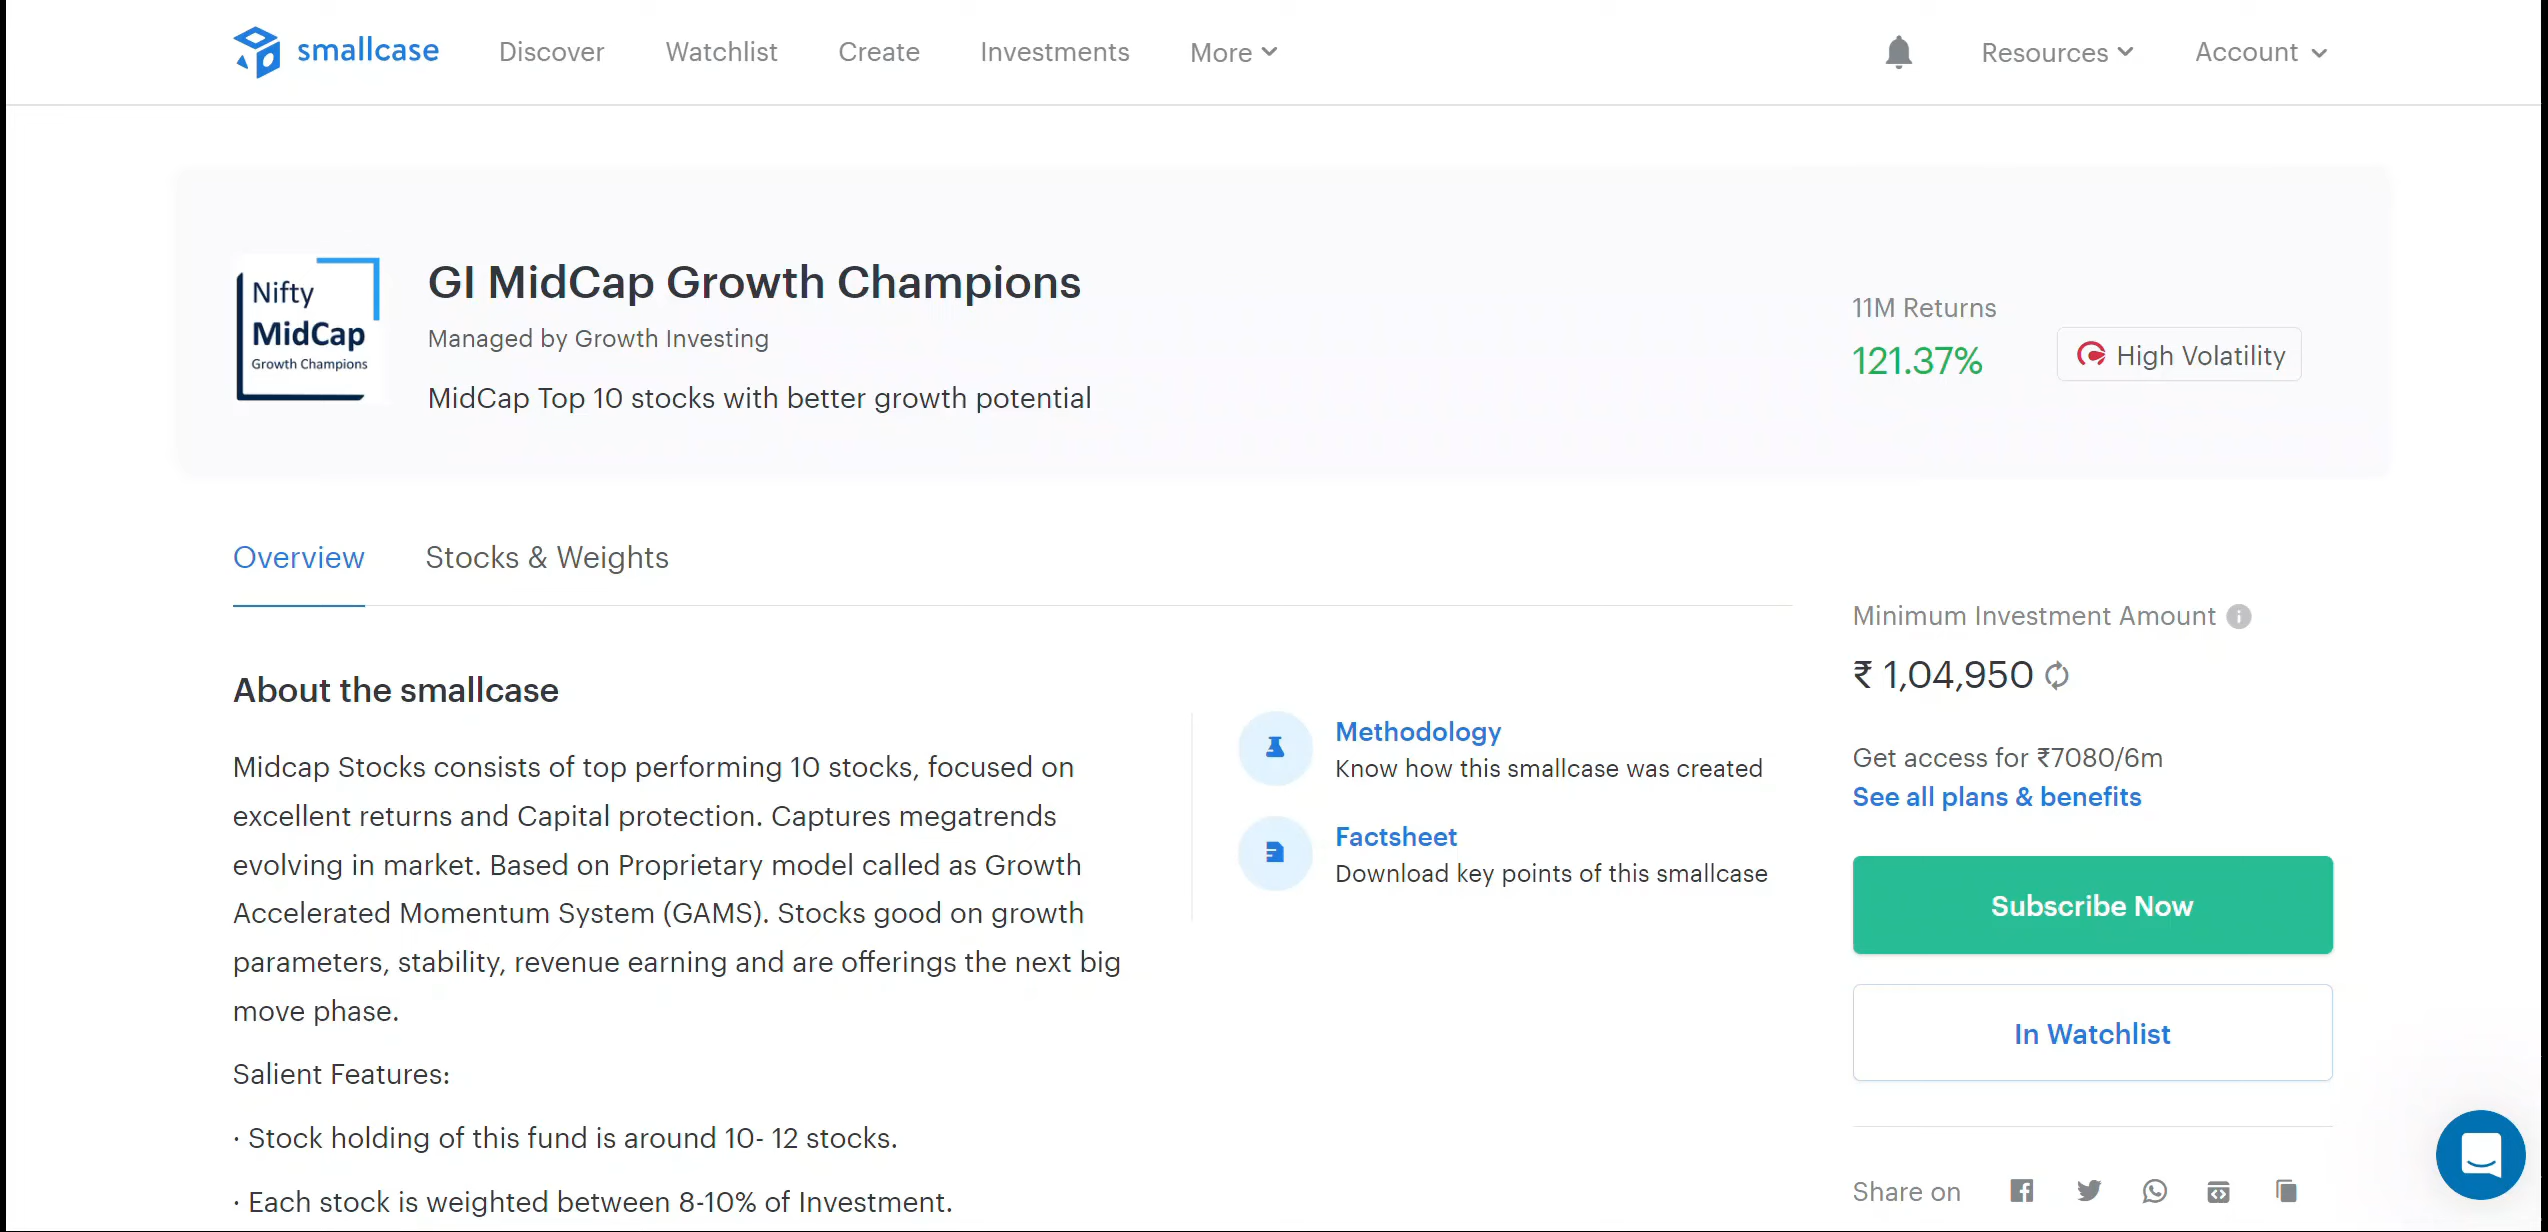 smallcase
Discover
Watchlist
Create
Investments
More
Resources
Account
Nifty
MidCap
Growth Champions
GI MidCap Growth Champions
Managed by Growth Investing
MidCap Top 10 stocks with better growth potential
11M Returns
121.37%
High Volatility
Overview
Stocks & Weights
About the smallcase
Midcap Stocks consists of top performing 10 stocks, focused on
excellent returns and Capital protection. Captures megatrends
evolving in market. Based on Proprietary model called as Growth
Accelerated Momentum System (GAMS). Stocks good on growth
parameters, stability, revenue earning and are offerings the next big
move phase.
Salient Features:
· Stock holding of this fund is around 10- 12 stocks.
· Each stock is weighted between 8-10% of Investment.
Methodology
Know how this smallcase was created
Factsheet
Download key points of this smallcase
Minimum Investment Amount
₹ 1,04,950
Get access for ₹7080/6m
See all plans & benefits
Subscribe Now
In Watchlist
Share on